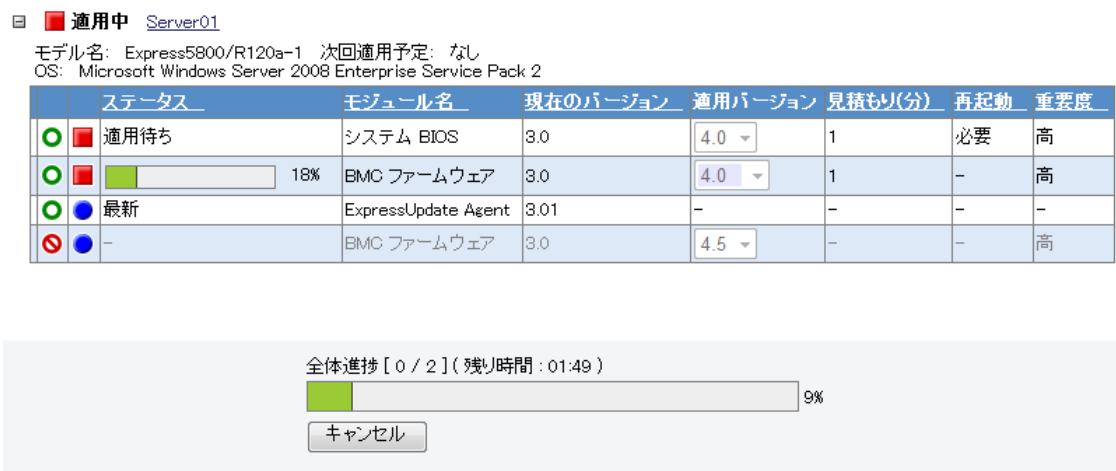 適用中 Server01
モデル名: Express5800/R120a-1 次回適用予定: なし
OS: Microsoft Windows Server 2008 Enterprise Service Pack 2
ステータス モジュール名 現在のバージョン 適用バージョン 見積もり(分) 再起動 重要度
適用待ち システム BIOS 3.0 4.0 1 必要 高
18% BMC ファームウェア 3.0 4.0 1 - 高
最新 ExpressUpdate Agent 3.01 - - - -
- BMC ファームウェア 3.0 4.5 - - 高
全体進捗 [ 0 / 2 ] ( 残り時間 : 01:49 )
9%
キャンセル